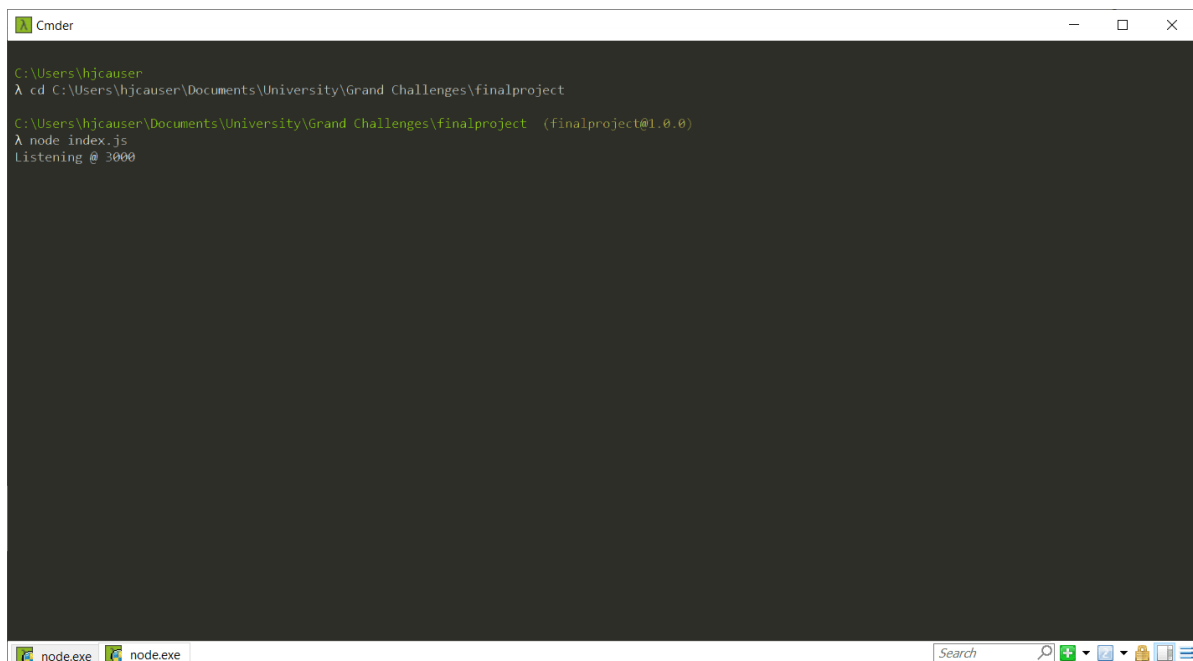 Cmder
C:\Users\hjcauser
λ cd C:\Users\hjcauser\Documents\University\Grand Challenges\finalproject
C:\Users\hjcauser\Documents\University\Grand Challenges\finalproject (finalproject@1.0.0)
λ node index.js
Listening @ 3000
node.exe node.exe Search